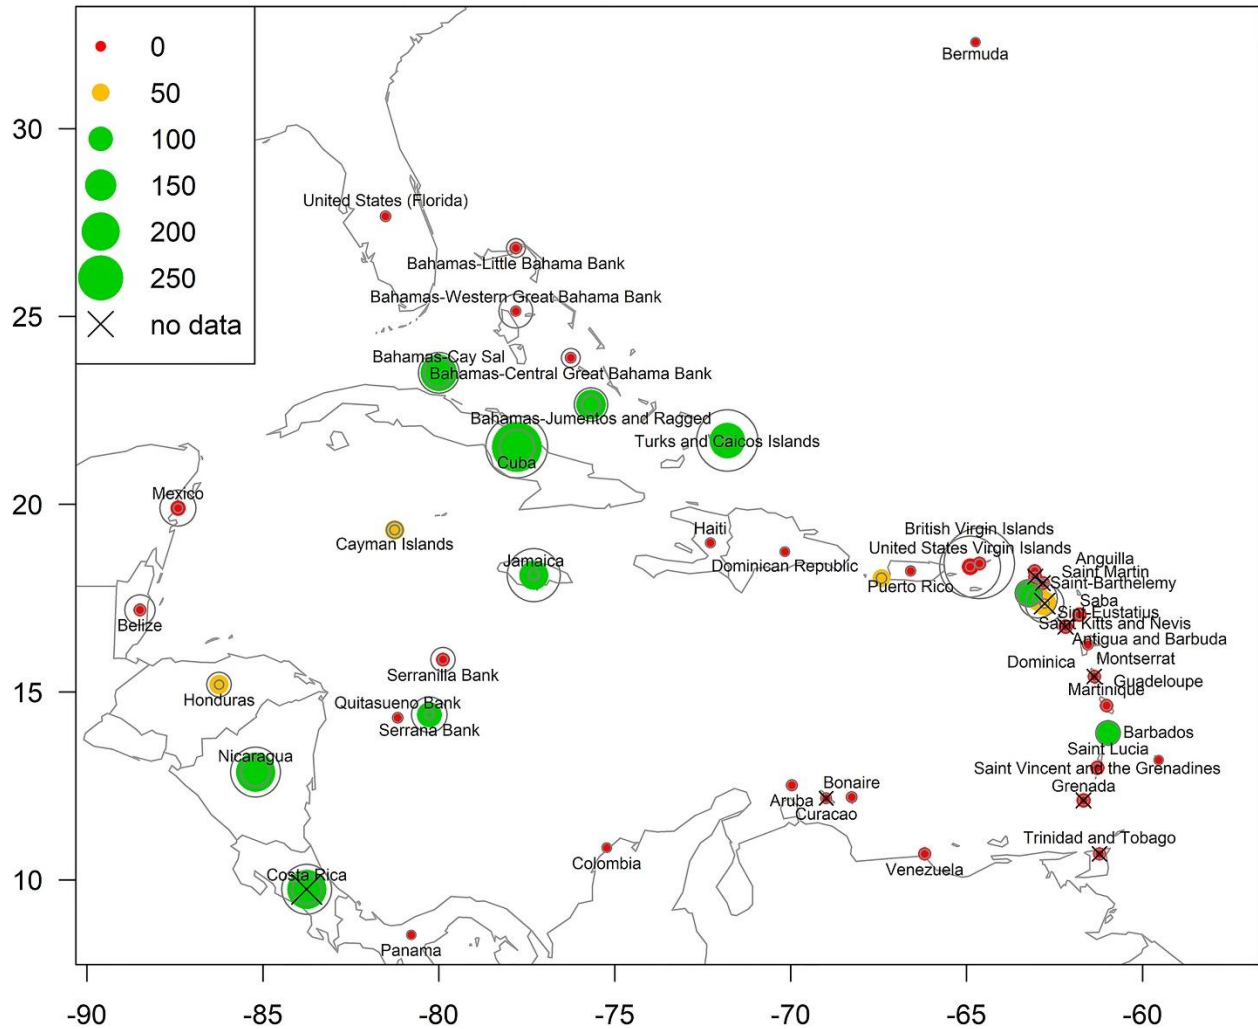 0
50
100
150
200
250
no data
30
25
20
15
10
Bermuda
United States (Florida)
Bahamas-Little Bahama Bank
Bahamas-Western Great Bahama Bank
Bahamas-Cay Sal
Bahamas-Central Great Bahama Bank
Bahamas-Jumentos and Ragged
Turks and Caicos Islands
Cuba
Mexico
Cayman Islands
Haiti
British Virgin Islands
Jamaica
Dominican Republic
United States Virgin Islands
Anguilla
Saint Martin
Puerto Rico
Saint-Barthelemy
Saba
Sint-Eustatius
Belize
Saint Kitts and Nevis
Antigua and Barbuda
Serranilla Bank
Dominica
Montserrat
Honduras
Quitasueno Bank
Guadeloupe
Martinique
Serrana Bank
Barbados
Nicaragua
Saint Lucia
Saint Vincent and the Grenadines
Bonaire
Grenada
Aruba
Curacao
Trinidad and Tobago
Colombia
Venezuela
Costa Rica
Panama
-90
-85
-80
-75
-70
-65
-60